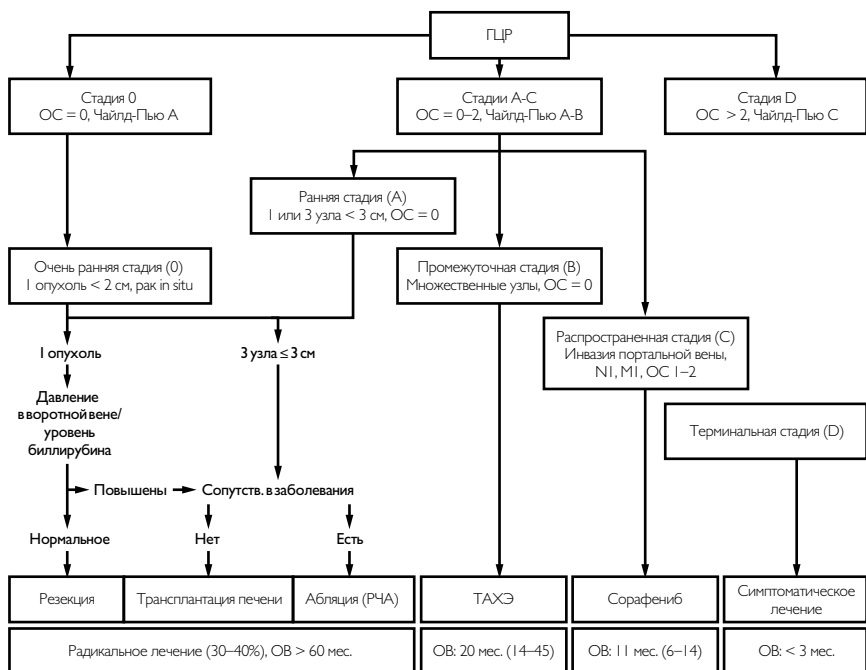 ГЦР
Стадия 0
ОС = 0, Чайлд-Пью А
Стадии А-С
ОС = 0–2, Чайлд-Пью А-В
Стадия D
ОС > 2, Чайлд-Пью С
Ранняя стадия (А)
1 или 3 узла < 3 см, ОС = 0
Очень ранняя стадия (0)
1 опухоль < 2 см, рак in situ
Промежуточная стадия (В)
Множественные узлы, ОС = 0
Распространенная стадия (С)
Инвазия портальной вены,
N1, M1, ОС 1–2
1 опухоль
3 узла ≤ 3 см
Давление
в воротной вене/
уровень
биллирубина
Терминальная стадия (D)
Повышены
Сопутств. в заболевания
Нормальное
Нет
Есть
Резекция
Трансплантация печени
Абляция (РЧА)
ТАХЭ
Сорафениб
Симптоматическое
лечение
Радикальное лечение (30–40%), ОВ > 60 мес.
ОВ: 20 мес. (14–45)
ОВ: 11 мес. (6–14)
ОВ: < 3 мес.